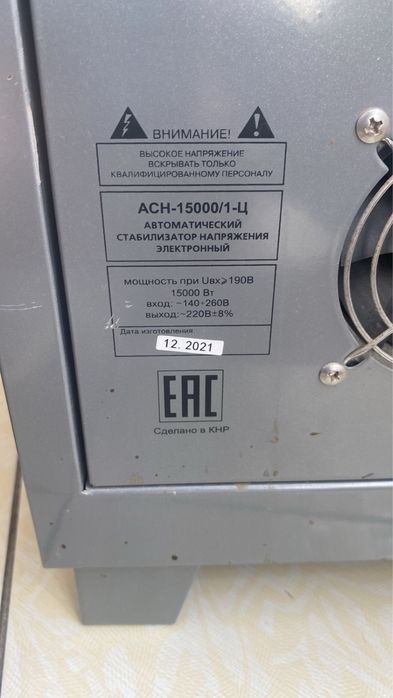 ВНИМАНИЕ!
ВЫСОКОЕ НАПРЯЖЕНИЕ
ВСКРЫВАТЬ ТОЛЬКО
КВАЛИФИЦИРОВАННОМУ ПЕРСОНАЛУ
АСН-15000/1-Ц
АВТОМАТИЧЕСКИЙ
СТАБИЛИЗАТОР НАПРЯЖЕНИЯ
ЭЛЕКТРОННЫЙ
мощность при Uвх⩾190В
15000 Вт
вход: ~140÷260В
выход:~220В±8%
Дата изготовления
12. 2021
EAC
Сделано в КНР